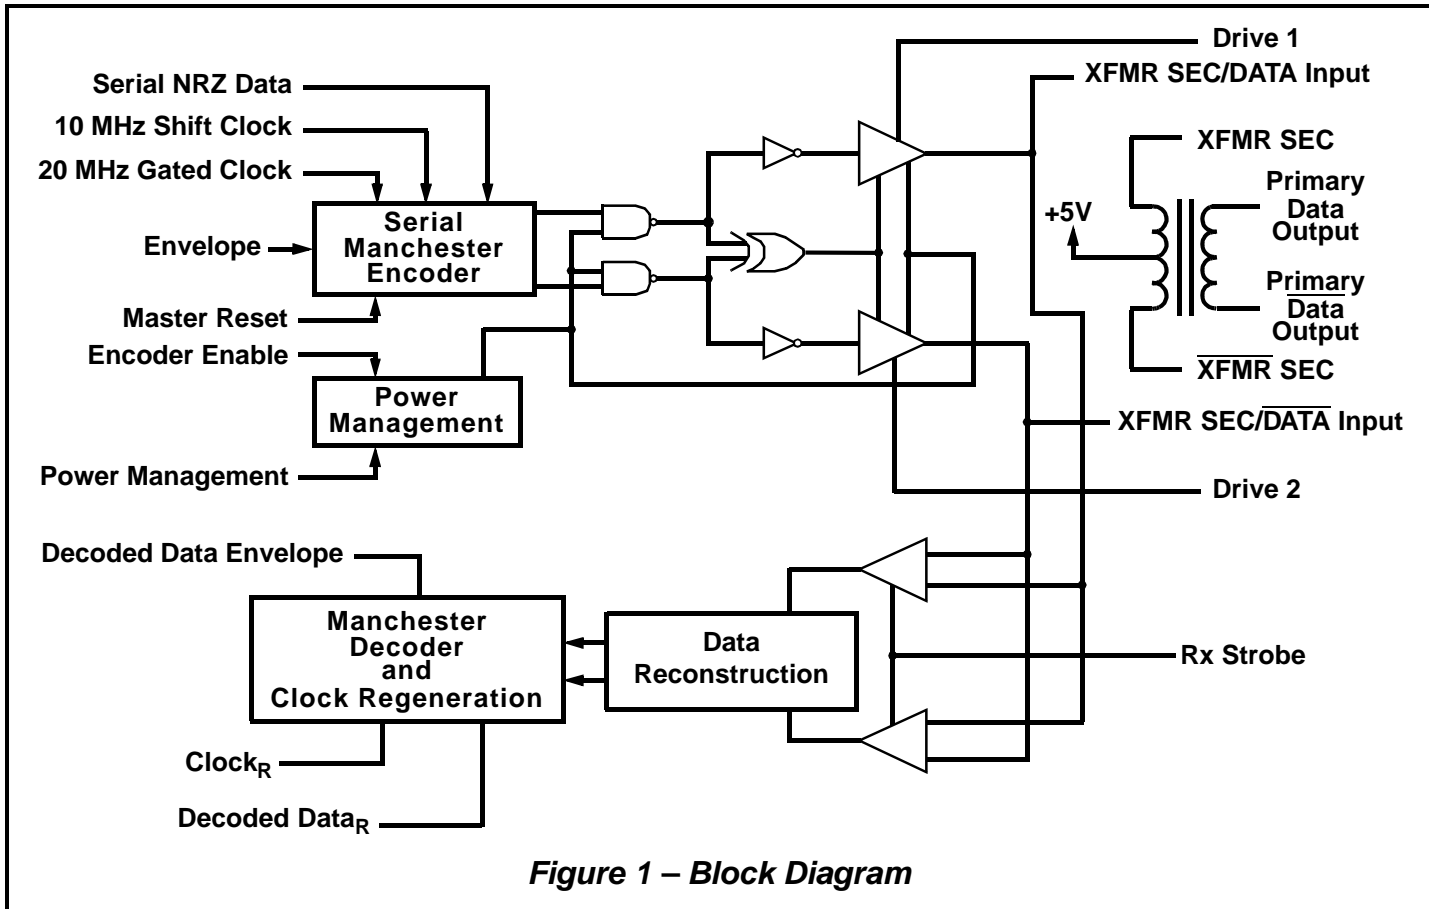 Drive 1
XFMR SEC/DATA Input
Serial NRZ Data
10 MHz Shift Clock
20 MHz Gated Clock
Envelope
Master Reset
Serial
Manchester
Encoder
XFMR SEC
+5V
Primary
Data
Output
Primary
D̅a̅t̅a̅
Output
X̅F̅M̅R̅ SEC
Encoder Enable
Power
Management
Power Management
XFMR SEC/D̅A̅T̅A̅ Input
Drive 2
Decoded Data Envelope
Manchester
Decoder
and
Clock Regeneration
Data
Reconstruction
Rx Strobe
ClockR
Decoded DataR
Figure 1 – Block Diagram